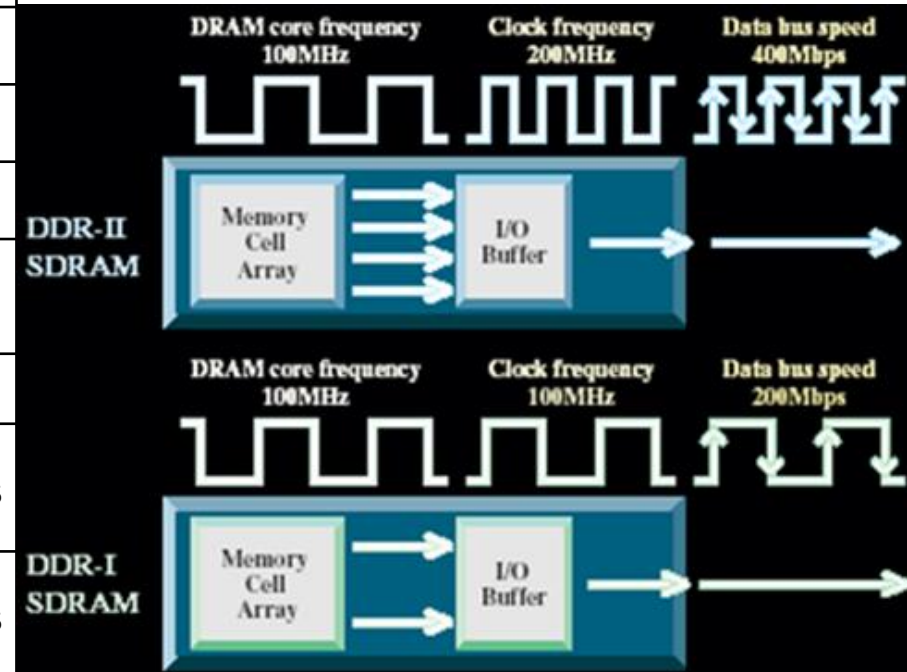 DRAM core frequency
100MHz
Clock frequency
200MHz
Data bus speed
400Mbps
DDR-II
SDRAM
Memory
Cell
Array
I/O
Buffer
DRAM core frequency
100MHz
Clock frequency
100MHz
Data bus speed
200Mbps
DDR-I
SDRAM
Memory
Cell
Array
I/O
Buffer